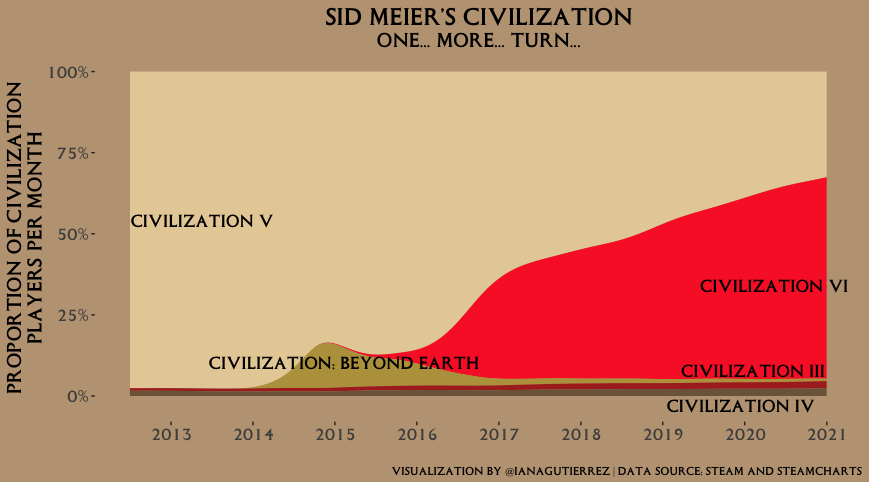 SID MEIER'S CIVILIZATION
ONE... MORE... TURN...
PROPORTION OF CIVILIZATION
PLAYERS PER MONTH
100%
75%
50%
25%
0%
CIVILIZATION V
CIVILIZATION VI
CIVILIZATION: BEYOND EARTH
CIVILIZATION III
CIVILIZATION IV
2013 2014 2015 2016 2017 2018 2019 2020 2021
VISUALIZATION BY @IANAGUTIERREZ | DATA SOURCE: STEAM AND STEAMCHARTS